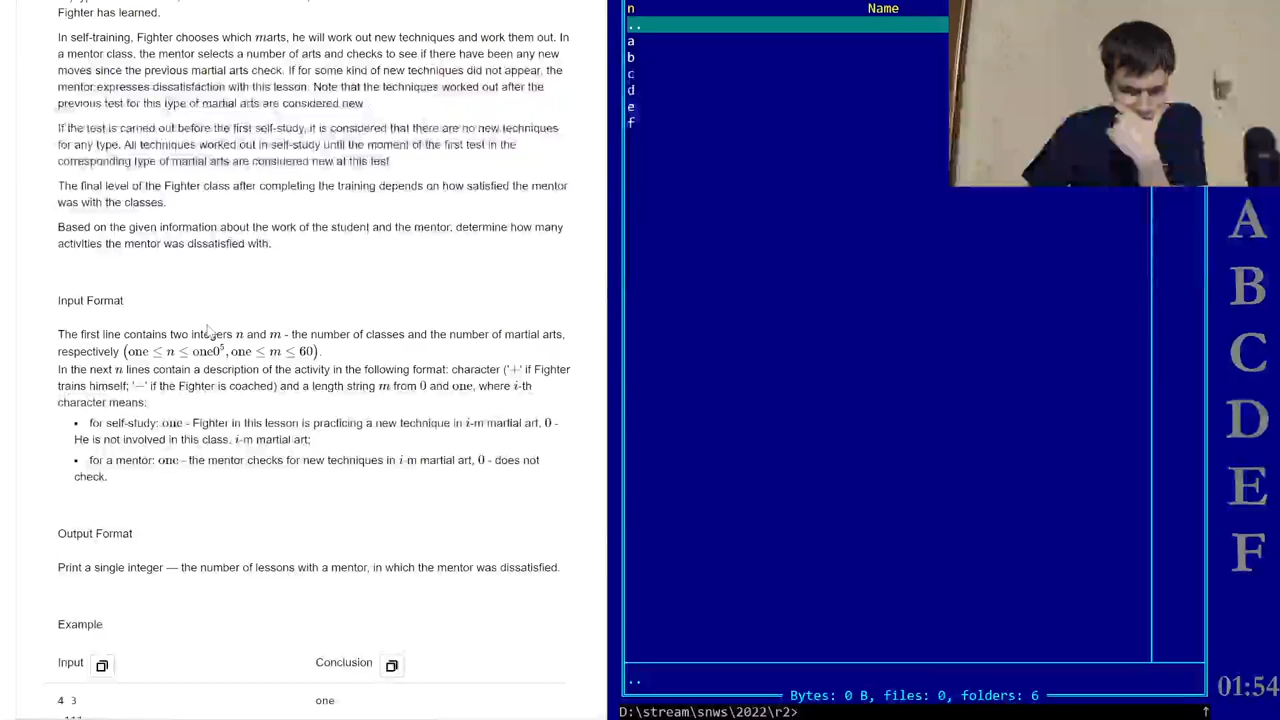 Fighter has learned.
In self-training, Fighter chooses which marts, he will work out new techniques and work them out. In
a mentor class, the mentor selects a number of arts and checks to see if there have been any new
moves since the previous martial arts check. If for some kind of new techniques did not appear, the
mentor expresses dissatisfaction with this lesson. Note that the techniques worked out after the
previous test for this type of martial arts are considered new
If the test is carried out before the first self-study, it is considered that there are no new techniques
for any type. All techniques worked out in self-study until the moment of the first test in the
corresponding type of martial arts are considered new at this test
The final level of the Fighter class after completing the training depends on how satisfied the mentor
was with the classes.
Based on the given information about the work of the student and the mentor, determine how many
activities the mentor was dissatisfied with.
Input Format
The first line contains two integers n and m - the number of classes and the number of martial arts,
respectively (one ≤ n ≤ one0⁵, one ≤ m ≤ 60).
In the next n lines contain a description of the activity in the following format: character ('+' if Fighter
trains himself; '−' if the Fighter is coached) and a length string m from 0 and one, where i-th
character means:
▪ for self-study: one - Fighter in this lesson is practicing a new technique in i-m martial art, 0 -
He is not involved in this class. i-m martial art;
▪ for a mentor: one - the mentor checks for new techniques in i-m martial art, 0 - does not
check.
Output Format
Print a single integer — the number of lessons with a mentor, in which the mentor was dissatisfied.
Example
Input Conclusion
4 3 one
n Name
..
a
b
c
d
e
f
..
Bytes: 0 B, files: 0, folders: 6
D:\stream\snws\2022\r2> ↑
A
B
C
D
E
F
01:54